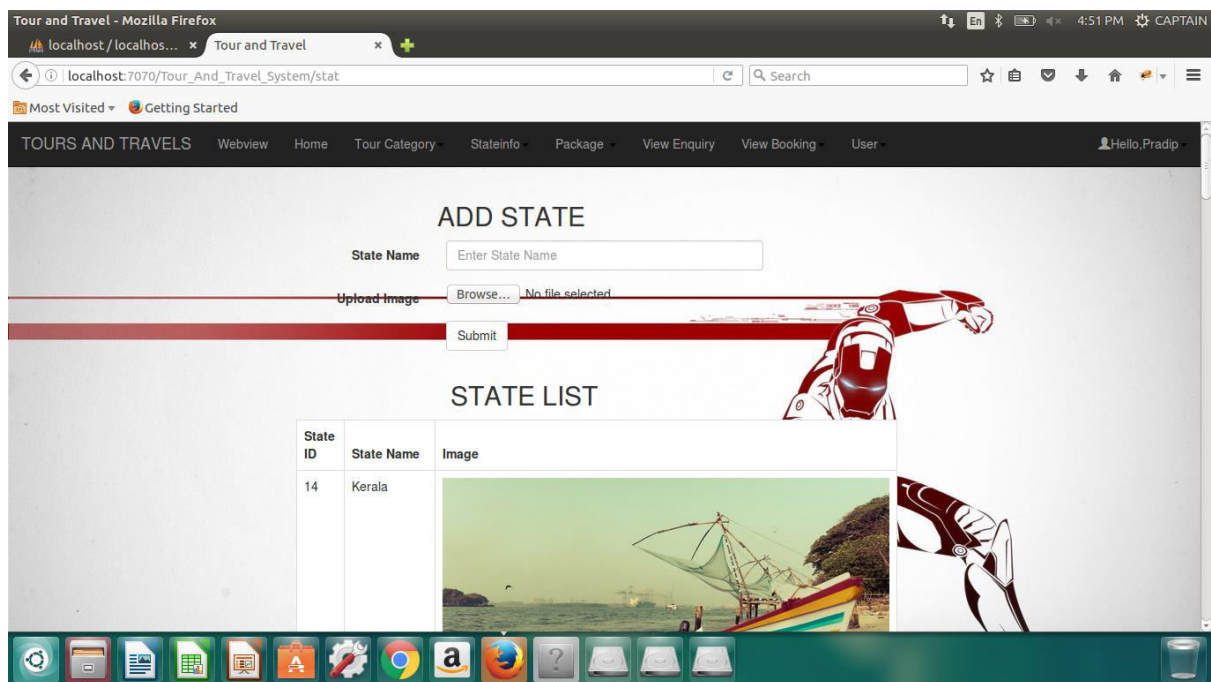 Tour and Travel - Mozilla Firefox
En 4:51 PM CAPTAIN
localhost / localhos... × Tour and Travel ×
localhost:7070/Tour_And_Travel_System/stat Search
Most Visited Getting Started
TOURS AND TRAVELS Webview Home Tour Category Stateinfo Package View Enquiry View Booking User Hello,Pradip
ADD STATE
State Name Enter State Name
Upload Image Browse... No file selected.
Submit
STATE LIST
State ID State Name Image
14 Kerala